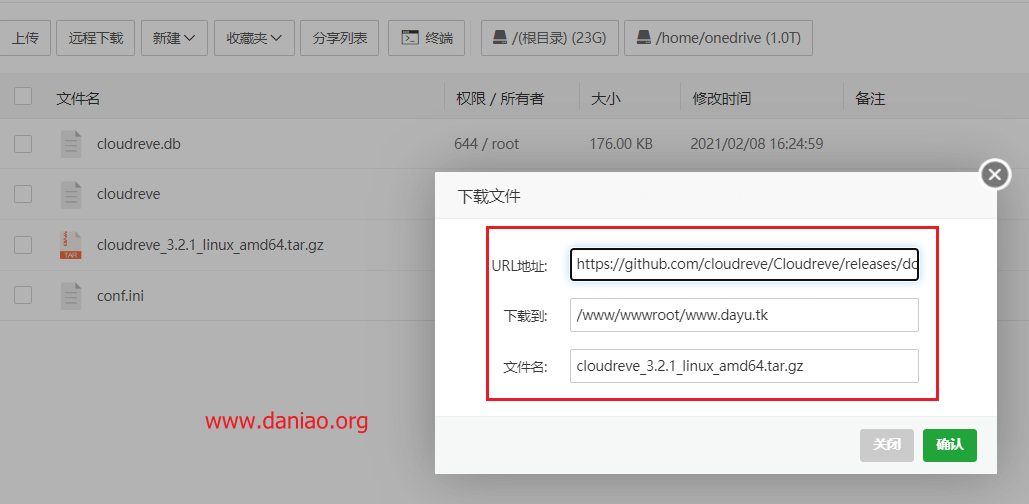 上传 远程下载 新建 收藏夹 分享列表 终端 /(根目录) (23G) /home/onedrive (1.0T)
文件名 权限 / 所有者 大小 修改时间 备注
cloudreve.db 644 / root 176.00 KB 2021/02/08 16:24:59
cloudreve
TAR cloudreve_3.2.1_linux_amd64.tar.gz
conf.ini
下载文件
URL地址: https://github.com/cloudreve/Cloudreve/releases/do
下载到: /www/wwwroot/www.dayu.tk
文件名: cloudreve_3.2.1_linux_amd64.tar.gz
www.daniao.org
关闭 确认